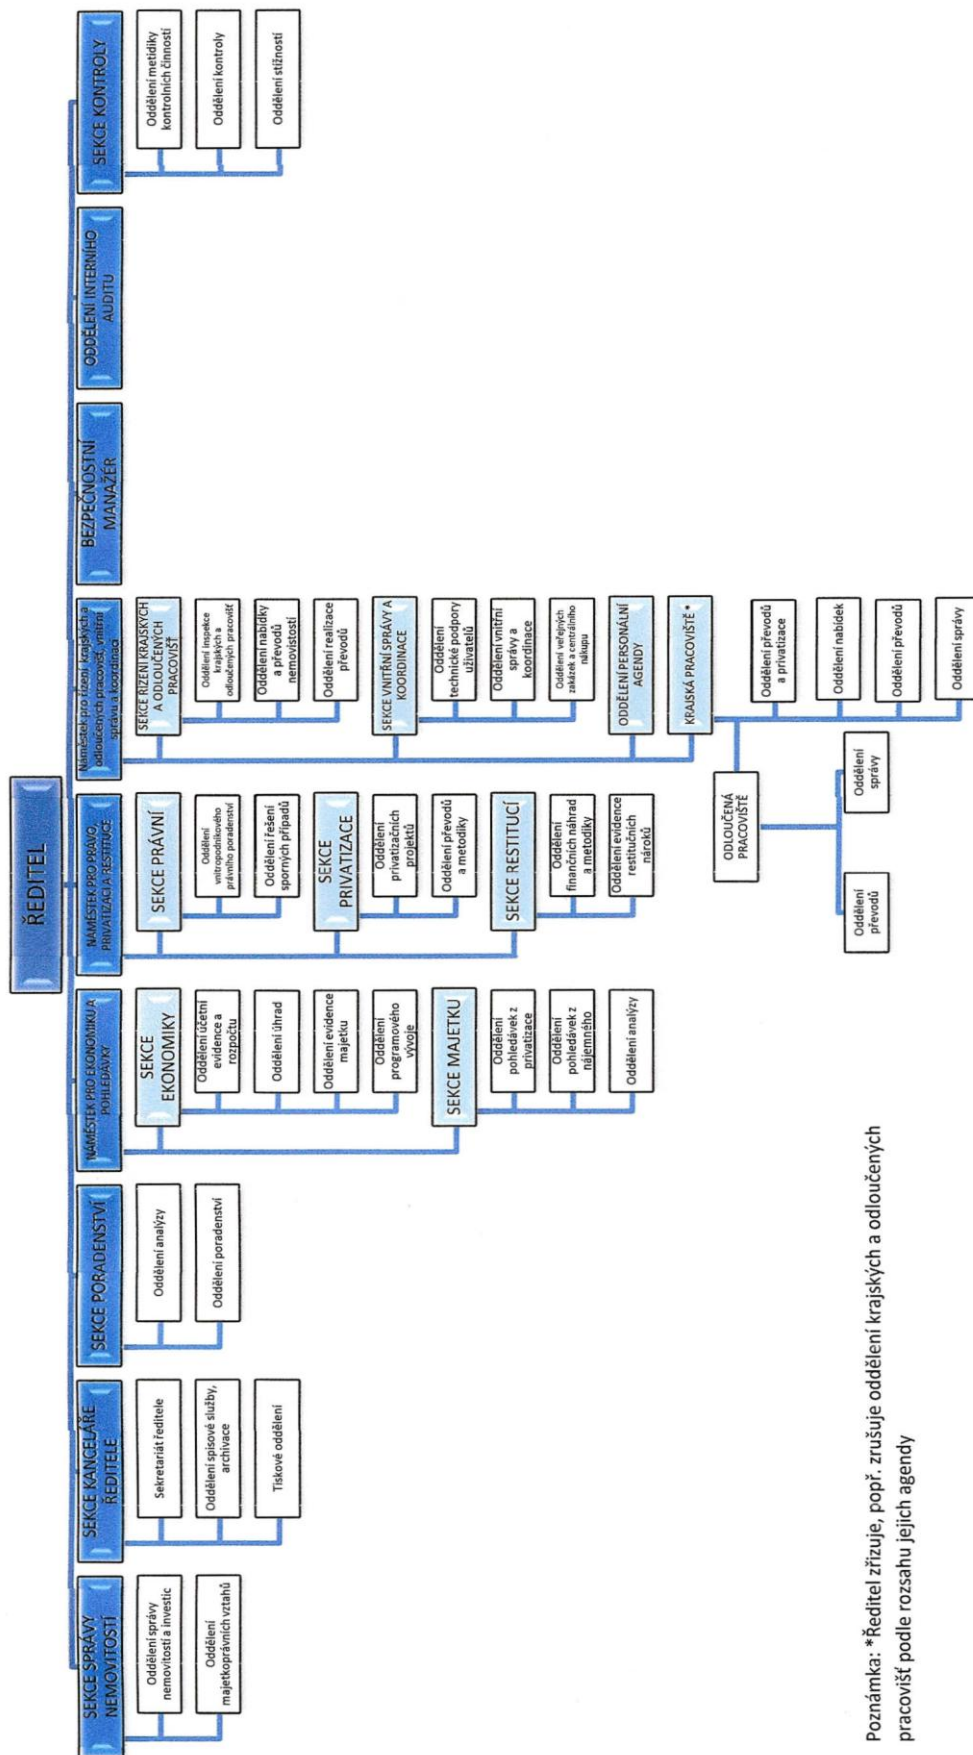 ŘEDITEL
SEKCE SPRÁVY
NEMOVITOSTÍ
Oddělení správy
nemovitostí a investic
Oddělení
majetkoprávních vztahů
SEKCE KANCELÁŘE
ŘEDITELE
Sekretariát ředitele
Oddělení spisové služby,
archivace
Tiskové oddělení
SEKCE PORADENSTVÍ
Oddělení analýzy
Oddělení poradenství
NÁMĚSTEK PRO EKONOMIKU A
POHLEDÁVKY
SEKCE
EKONOMIKY
Oddělení účetní
evidence a
rozpočtu
Oddělení úhrad
Oddělení evidence
majetku
Oddělení
programového
vývoje
SEKCE MAJETKU
Oddělení
pohledávek z
privatizace
Oddělení
pohledávek z
nájemného
Oddělení analýzy
NÁMĚSTEK PRO PRÁVO,
PRIVATIZACI A RESTITUCE
SEKCE PRÁVNÍ
Oddělení
vnitropodnikového
právního poradenství
Oddělení řešení
sporných případů
SEKCE
PRIVATIZACE
Oddělení
privatizačních
projektů
Oddělení převodů
a metodiky
SEKCE RESTITUCÍ
Oddělení
finančních náhrad
a metodiky
Oddělení evidence
restitučních
nároků
Náměstek pro řízení krajských a
odloučených pracovišť, vnitřní
správu a koordinaci
SEKCE ŘÍZENÍ KRAJSKÝCH
A ODLOUČENÝCH
PRACOVIŠŤ
Oddělení inspekce
krajských a
odloučených pracovišť
Oddělení nabídky
a převodů
nemovistostí
Oddělení realizace
převodů
SEKCE VNITŘNÍ SPRÁVY A
KOORDINACE
Oddělení
technické podpory
uživatelů
Oddělení vnitřní
správy a
koordinace
Oddělení veřejných
zakázek a centrálního
nákupu
ODDĚLENÍ PERSONÁLNÍ
AGENDY
KRAJSKÁ PRACOVIŠTĚ *
ODLOUČENÁ
PRACOVIŠTĚ
Oddělení
převodů
Oddělení
správy
Oddělení převodů
a privatizace
Oddělení nabídek
Oddělení převodů
Oddělení správy
BEZPEČNOSTNÍ
MANAŽÉR
ODDĚLENÍ INTERNÍHO
AUDITU
SEKCE KONTROLY
Oddělení metidiky
kontrolních činností
Oddělení kontroly
Oddělení stížností
Poznámka: *Ředitel zřizuje, popř. zrušuje oddělení krajských a odloučených
pracovišť podle rozsahu jejich agendy